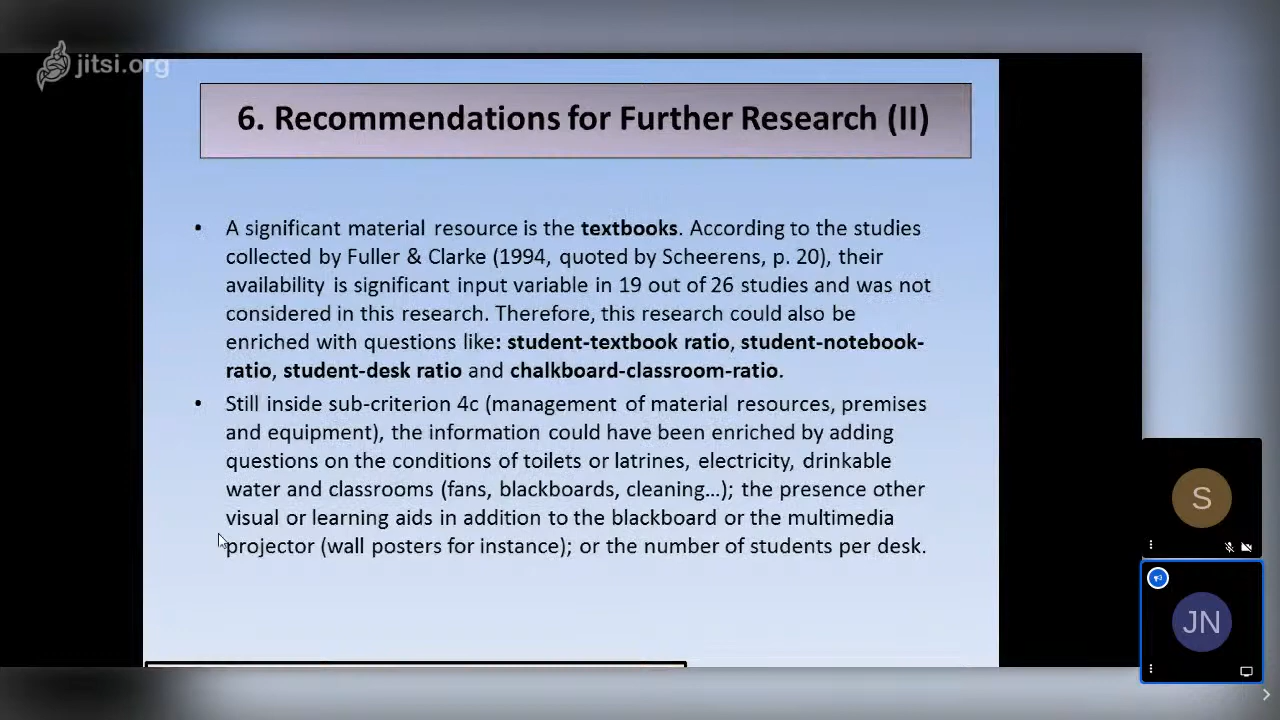 jitsi.org
6. Recommendations for Further Research (II)
• A significant material resource is the textbooks. According to the studies
collected by Fuller & Clarke (1994, quoted by Scheerens, p. 20), their
availability is significant input variable in 19 out of 26 studies and was not
considered in this research. Therefore, this research could also be
enriched with questions like: student-textbook ratio, student-notebook-
ratio, student-desk ratio and chalkboard-classroom-ratio.
• Still inside sub-criterion 4c (management of material resources, premises
and equipment), the information could have been enriched by adding
questions on the conditions of toilets or latrines, electricity, drinkable
water and classrooms (fans, blackboards, cleaning…); the presence other
visual or learning aids in addition to the blackboard or the multimedia
projector (wall posters for instance); or the number of students per desk.
S
JN